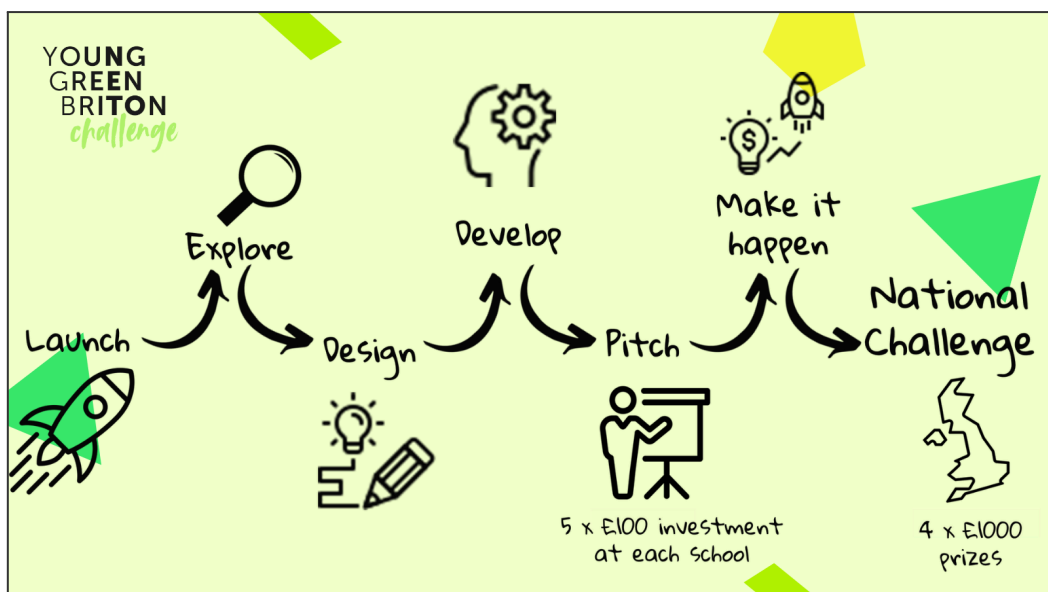 YOUNG
GREEN
BRITON
challenge
Launch
Explore
Design
Develop
Pitch
5 x £100 investment
at each school
$
Make it
happen
National
Challenge
4 x £1000
prizes